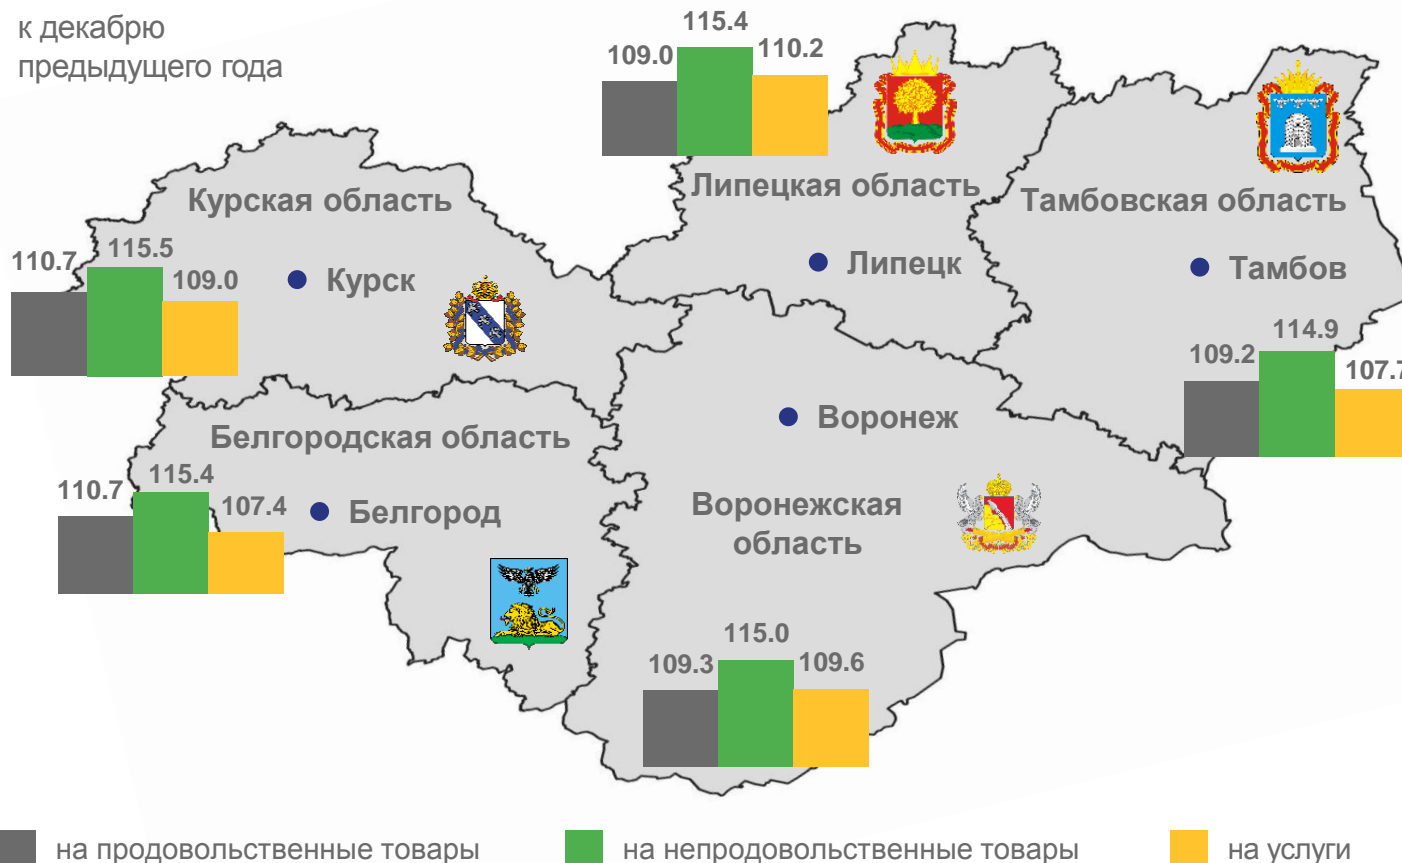 к декабрю
предыдущего года
115.4
109.0
110.2
Липецкая область
Липецк
Тамбовская область
Тамбов
114.9
109.2
107.7
Курская область
115.5
110.7
109.0
Курск
Белгородская область
115.4
110.7
107.4
Белгород
Воронеж
Воронежская
область
115.0
109.3
109.6
на продовольственные товары
на непродовольственные товары
на услуги